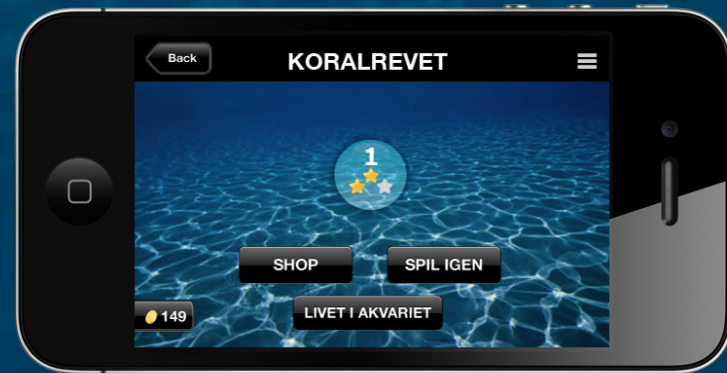 Back
KORALREVET
1
SHOP
SPIL IGEN
149
LIVET I AKVARIET